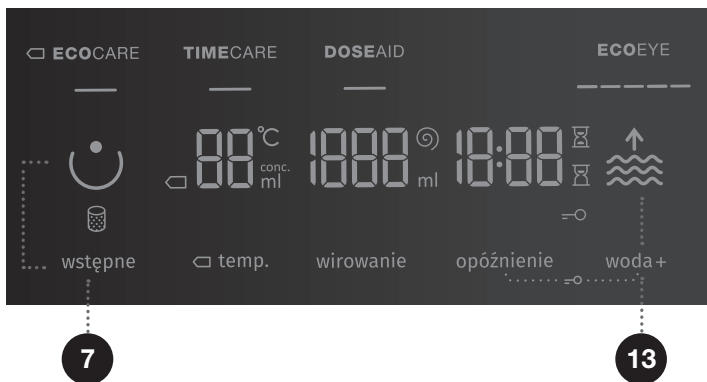 ECOCARE TIMECARE DOSEAID ECOEYE
88 °C conc. ml 1888 ml 18:88
wstępne temp. wirowanie opóźnienie woda+
7 13